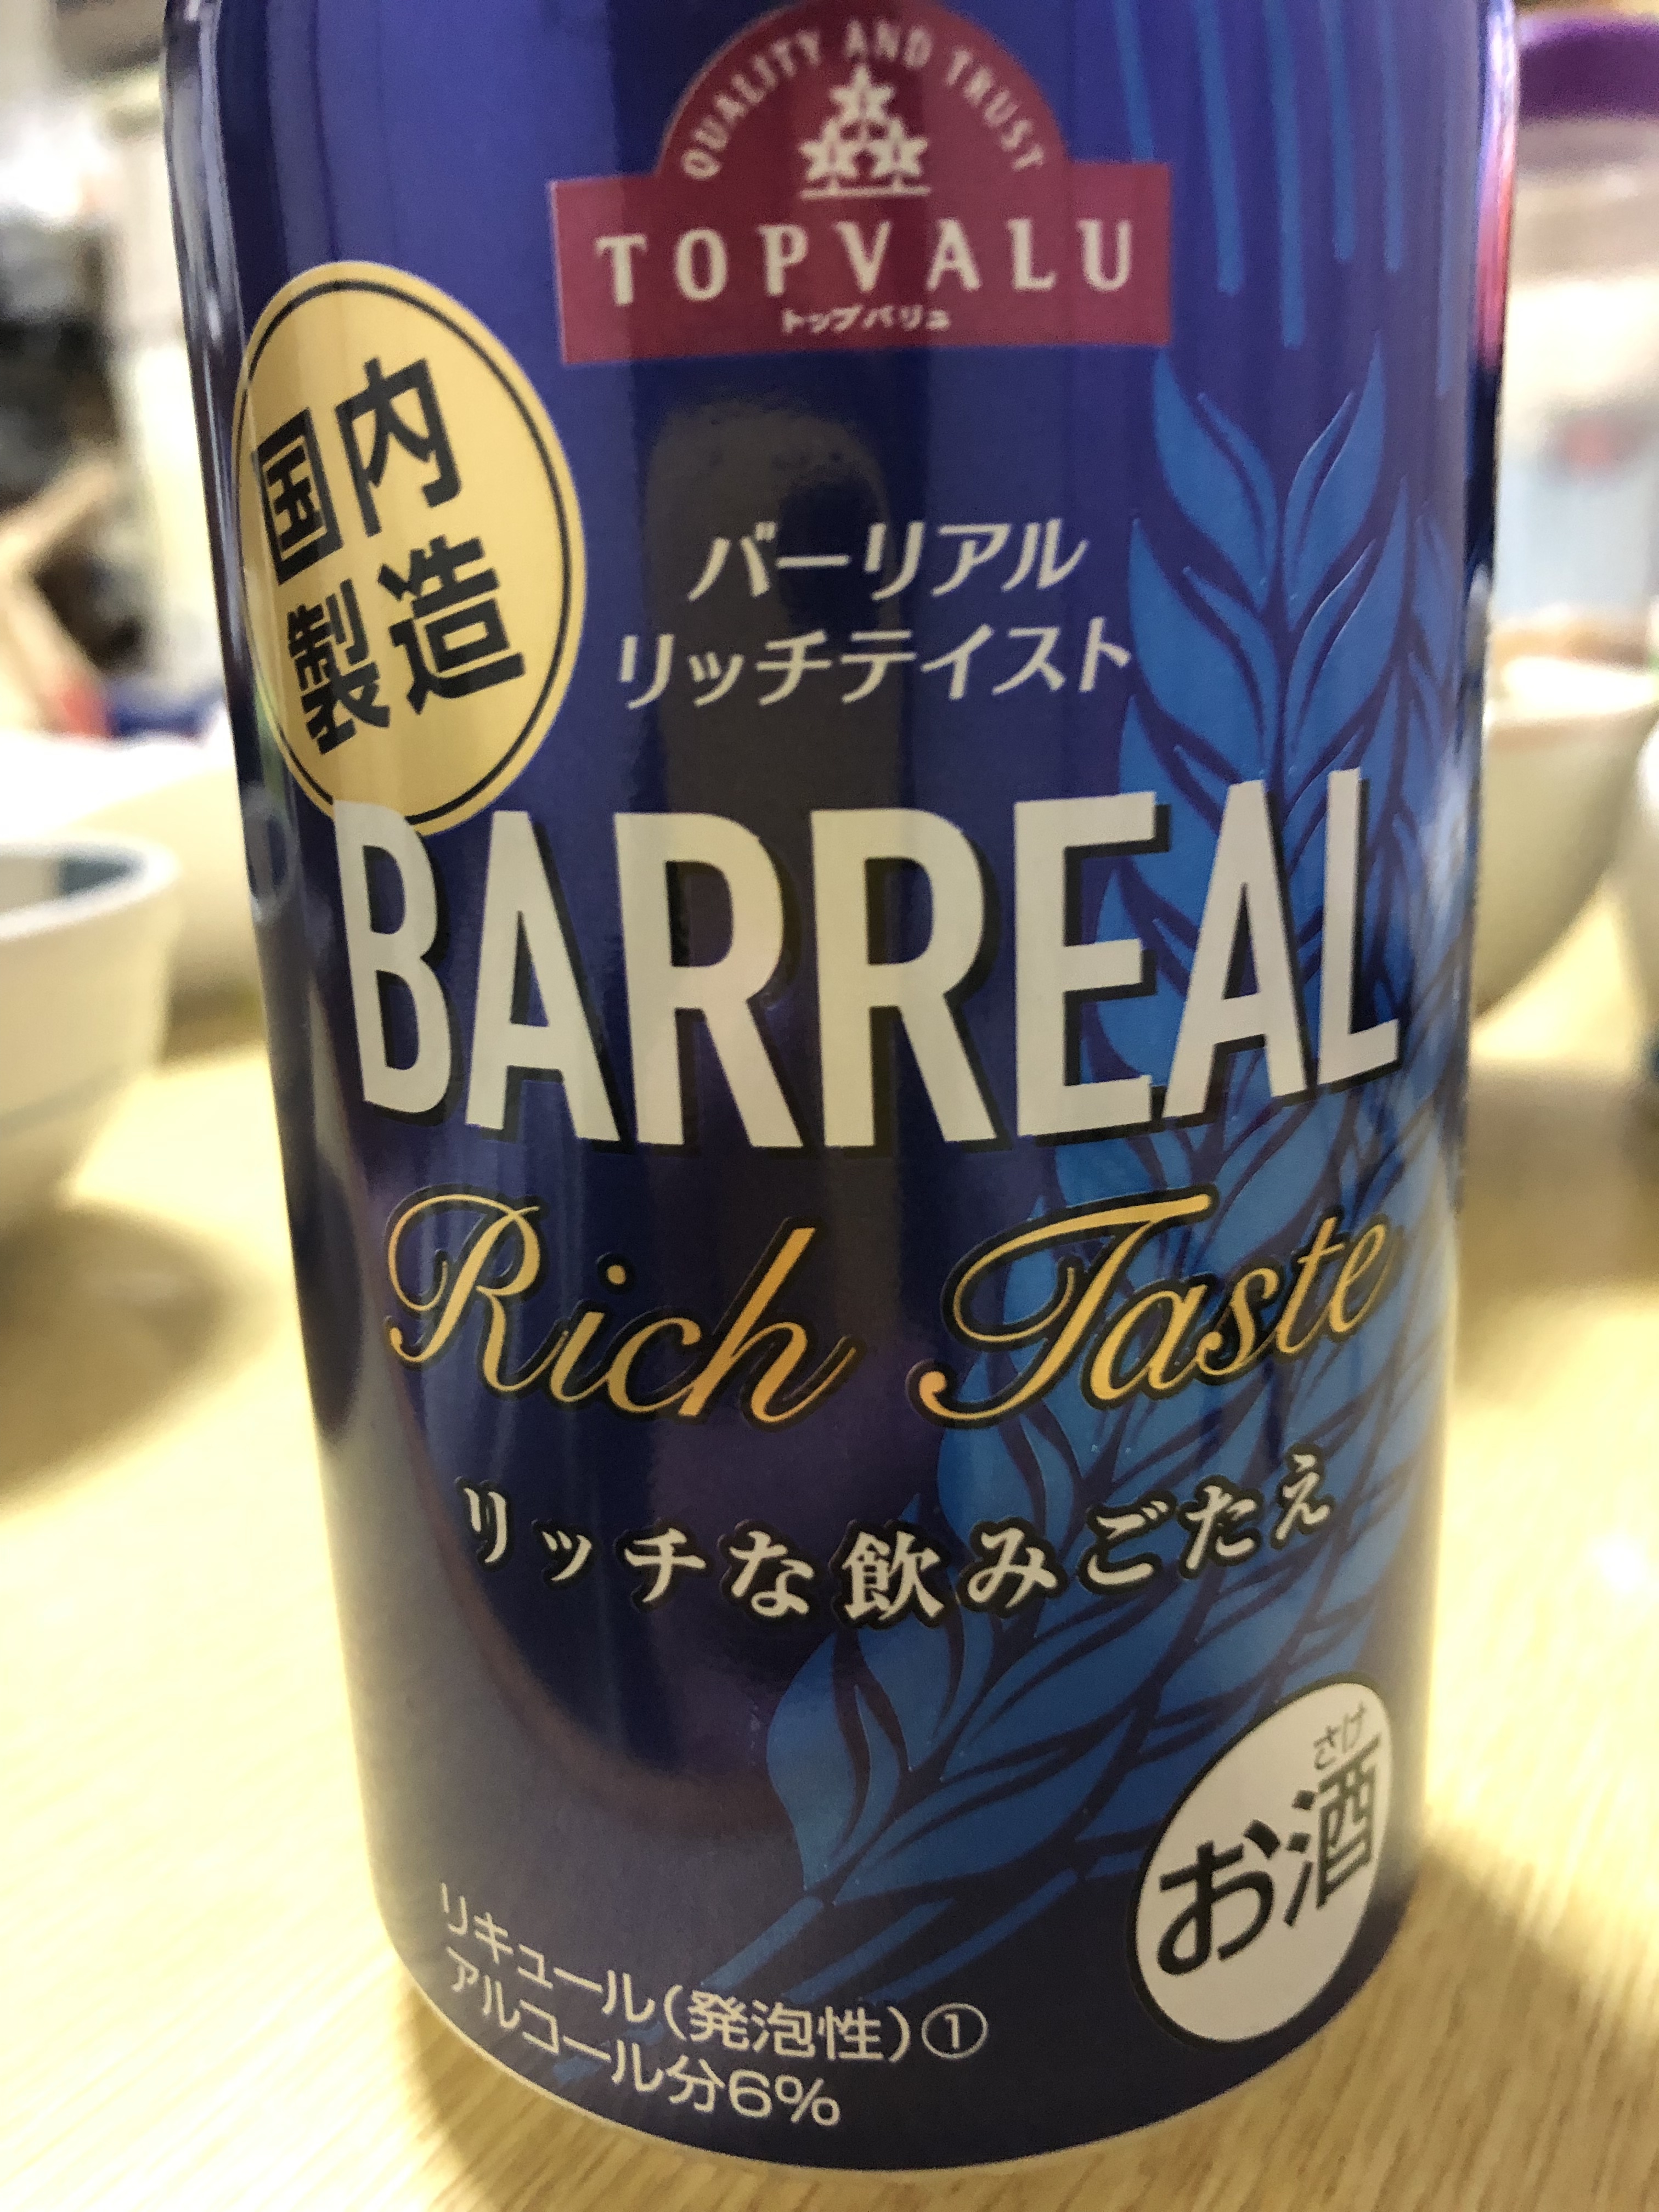 QUALITY AND TRUST
TOPVALU
トップバリュ
国内
製造
バーリアル
リッチテイスト
BARREAL
Rich Taste
リッチな飲みごたえ
さけ
お酒
リキュール(発泡性)①
アルコール分6%